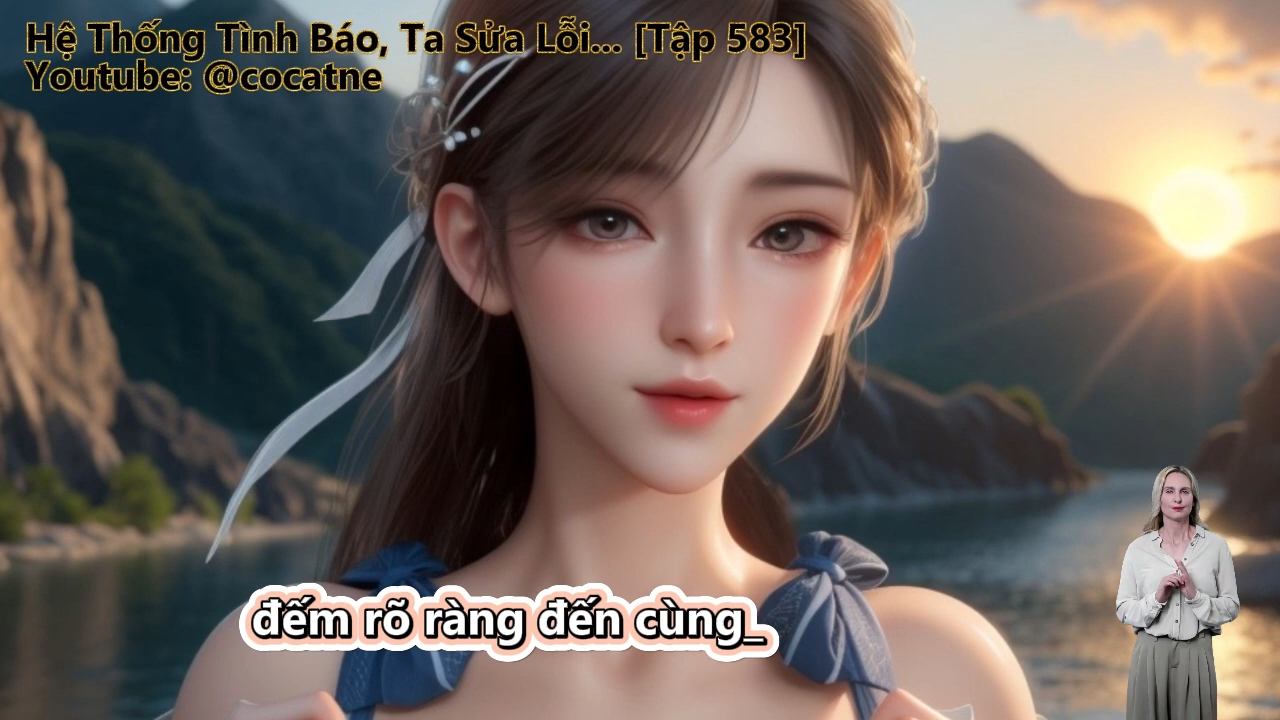 Hệ Thống Tình Báo, Ta Sửa Lỗi... [Tập 583]
Youtube: @cocatne
đếm rõ ràng đến cùng_